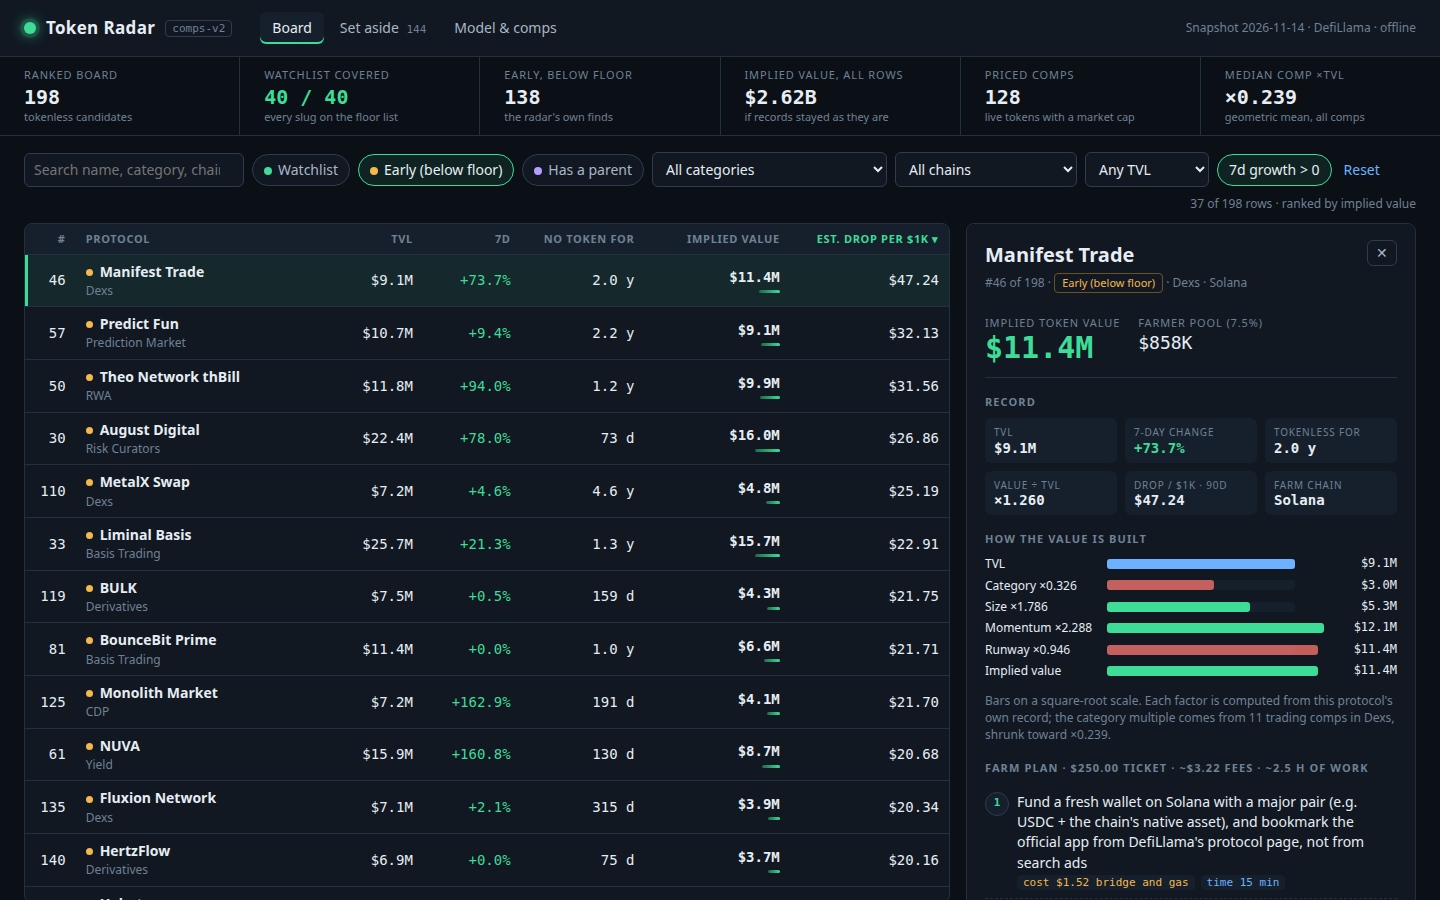 Token Radar comps-v2 Board Set aside 144 Model & comps Snapshot 2026-11-14 · DefiLlama · offline
RANKED BOARD
198
tokenless candidates
WATCHLIST COVERED
40 / 40
every slug on the floor list
EARLY, BELOW FLOOR
138
the radar's own finds
IMPLIED VALUE, ALL ROWS
$2.62B
if records stayed as they are
PRICED COMPS
128
live tokens with a market cap
MEDIAN COMP ×TVL
×0.239
geometric mean, all comps
Search name, category, chai Watchlist Early (below floor) Has a parent All categories All chains Any TVL 7d growth > 0 Reset
37 of 198 rows · ranked by implied value
# PROTOCOL TVL 7D NO TOKEN FOR IMPLIED VALUE EST. DROP PER $1K ▾
46 Manifest Trade $9.1M +73.7% 2.0 y $11.4M $47.24
Dexs
57 Predict Fun $10.7M +9.4% 2.2 y $9.1M $32.13
Prediction Market
50 Theo Network thBill $11.8M +94.0% 1.2 y $9.9M $31.56
RWA
30 August Digital $22.4M +78.0% 73 d $16.0M $26.86
Risk Curators
110 MetalX Swap $7.2M +4.6% 4.6 y $4.8M $25.19
Dexs
33 Liminal Basis $25.7M +21.3% 1.3 y $15.7M $22.91
Basis Trading
119 BULK $7.5M +0.5% 159 d $4.3M $21.75
Derivatives
81 BounceBit Prime $11.4M +0.0% 1.0 y $6.6M $21.71
Basis Trading
125 Monolith Market $7.2M +162.9% 191 d $4.1M $21.70
CDP
61 NUVA $15.9M +160.8% 130 d $8.7M $20.68
Yield
135 Fluxion Network $7.1M +2.1% 315 d $3.9M $20.34
Dexs
140 HertzFlow $6.9M +0.0% 75 d $3.7M $20.16
Derivatives
Manifest Trade ✕
#46 of 198 · Early (below floor) · Dexs · Solana
IMPLIED TOKEN VALUE
$11.4M
FARMER POOL (7.5%)
$858K
RECORD
TVL
$9.1M
7-DAY CHANGE
+73.7%
TOKENLESS FOR
2.0 y
VALUE ÷ TVL
×1.260
DROP / $1K · 90D
$47.24
FARM CHAIN
Solana
HOW THE VALUE IS BUILT
TVL $9.1M
Category ×0.326 $3.0M
Size ×1.786 $5.3M
Momentum ×2.288 $12.1M
Runway ×0.946 $11.4M
Implied value $11.4M
Bars on a square-root scale. Each factor is computed from this protocol's
own record; the category multiple comes from 11 trading comps in Dexs,
shrunk toward ×0.239.
FARM PLAN · $250.00 TICKET · ~$3.22 FEES · ~2.5 H OF WORK
1 Fund a fresh wallet on Solana with a major pair (e.g.
USDC + the chain's native asset), and bookmark the
official app from DefiLlama's protocol page, not from
search ads
cost $1.52 bridge and gas time 15 min